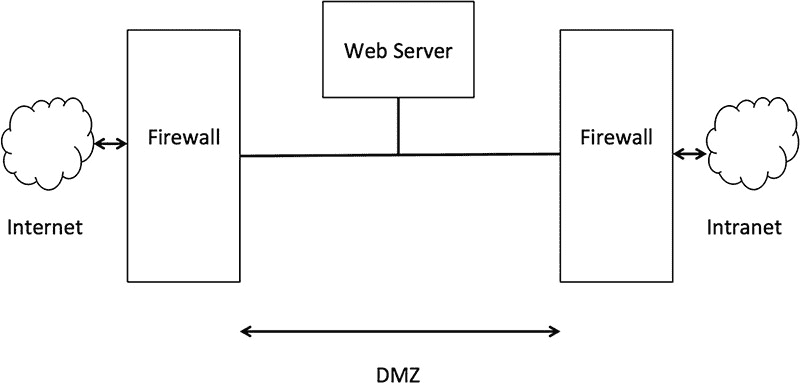 Web Server
Firewall
Firewall
Internet
Intranet
DMZ